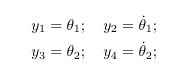 y₁ = θ₁; y₂ = θ̇₁;
y₃ = θ₂; y₄ = θ̇₂;